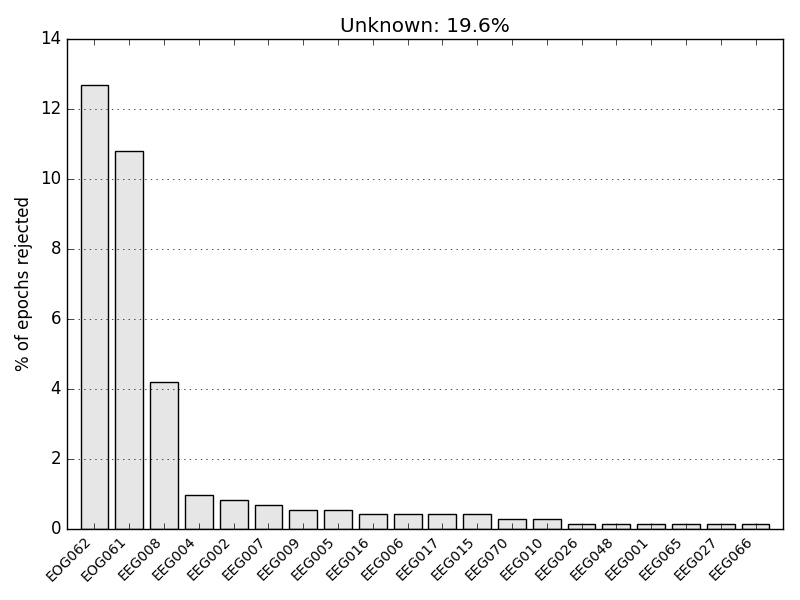 Unknown: 19.6%
% of epochs rejected
14
12
10
8
6
4
2
0
EOG062
EOG061
EEG008
EEG004
EEG002
EEG007
EEG009
EEG005
EEG016
EEG006
EEG017
EEG015
EEG070
EEG010
EEG026
EEG048
EEG001
EEG065
EEG027
EEG066